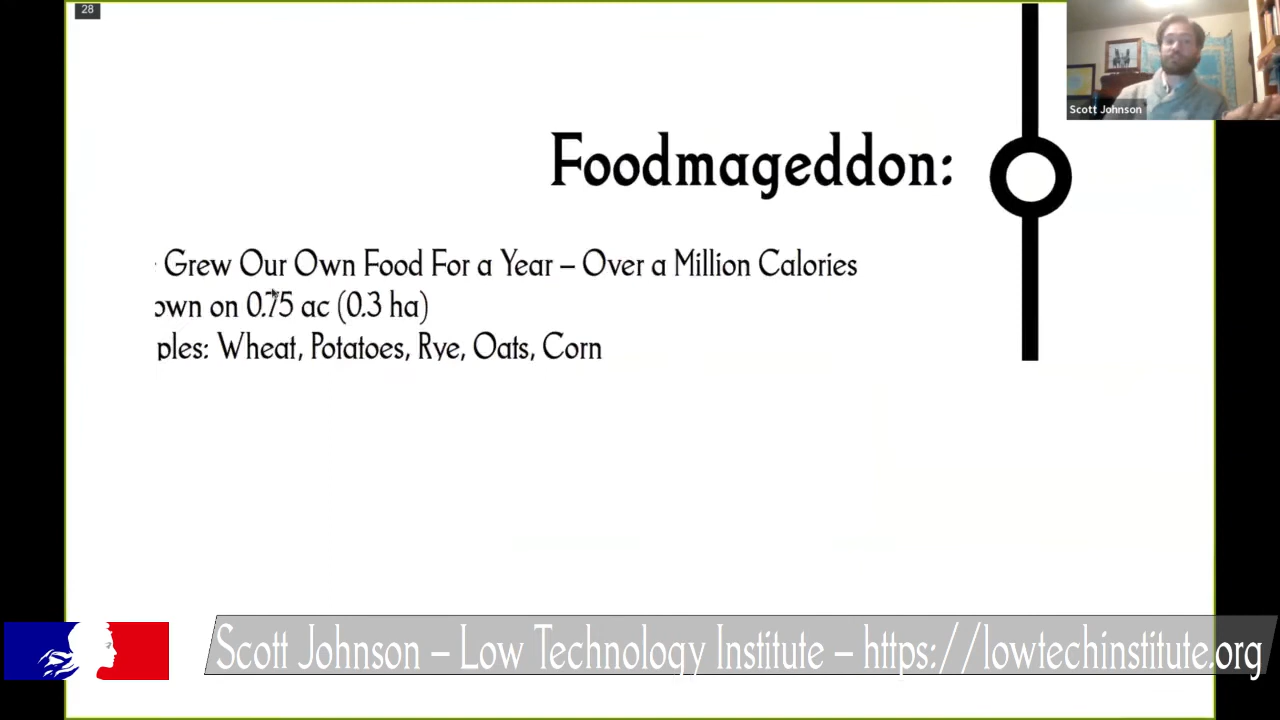 28
Scott Johnson
Foodmageddon:
Grew Our Own Food For a Year – Over a Million Calories
own on 0.75 ac (0.3 ha)
ples: Wheat, Potatoes, Rye, Oats, Corn
Scott Johnson – Low Technology Institute – https://lowtechinstitute.org